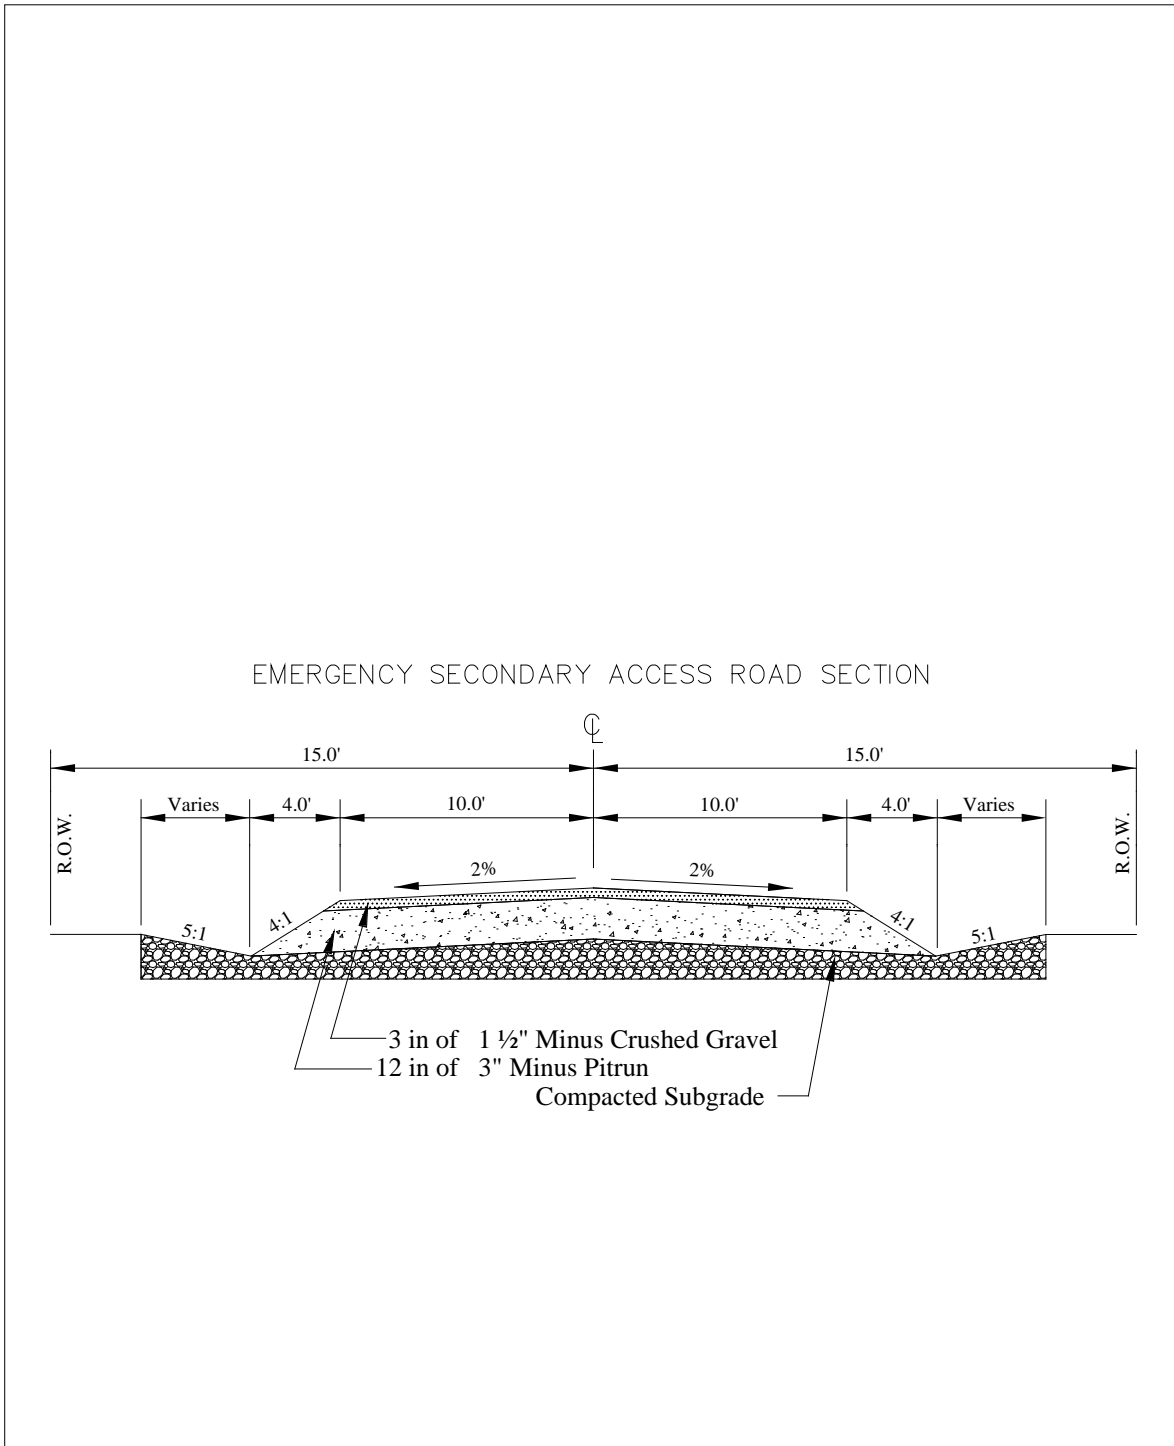 EMERGENCY SECONDARY ACCESS ROAD SECTION
℄
15.0' 15.0'
Varies 4.0' 10.0' 10.0' 4.0' Varies
R.O.W. R.O.W.
2% 2%
5:1 4:1 4:1 5:1
3 in of 1 ½" Minus Crushed Gravel
12 in of 3" Minus Pitrun
Compacted Subgrade